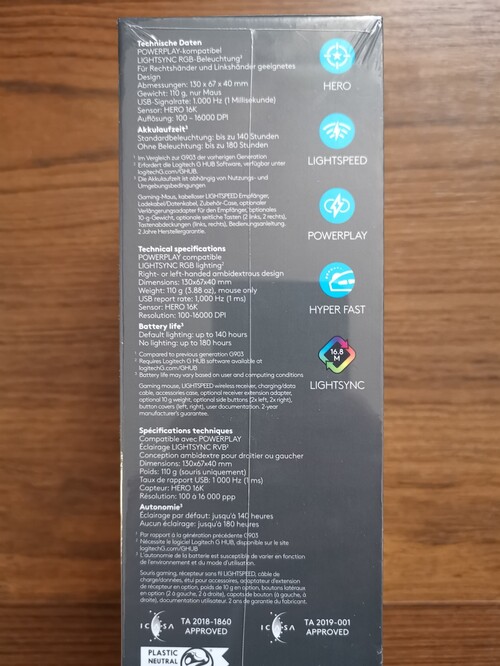 Technische Daten
POWERPLAY-kompatibel
LIGHTSYNC RGB-Beleuchtung²
Für Rechtshänder und Linkshänder geeignetes
Design
Abmessungen: 130 x 67 x 40 mm
Gewicht: 110 g, nur Maus
USB-Signalrate: 1.000 Hz (1 Millisekunde)
Sensor: HERO 16K
Auflösung: 100 – 16000 DPI
Akkulaufzeit³
Standardbeleuchtung: bis zu 140 Stunden
Ohne Beleuchtung: bis zu 180 Stunden
¹ Im Vergleich zur G903 der vorherigen Generation
² Erfordert die Logitech G HUB Software, verfügbar unter
logitechG.com/GHUB
³ Die Akkulaufzeit ist abhängig von Nutzungs- und
Umgebungsbedingungen.
Gaming-Maus, kabelloser LIGHTSPEED Empfänger,
Ladekabel/Datenkabel, Zubehör-Case, optionaler
Verlängerungsadapter für den Empfänger, optionales
10-g-Gewicht, optionale seitliche Tasten (2 links, 2 rechts),
Tastenabdeckungen (links, rechts), Bedienungsanleitung,
2 Jahre Herstellergarantie.
Technical specifications
POWERPLAY compatible
LIGHTSYNC RGB lighting²
Right- or left-handed ambidextrous design
Dimensions: 130x67x40 mm
Weight: 110 g (3.88 oz), mouse only
USB report rate: 1,000 Hz (1 ms)
Sensor: HERO 16K
Resolution: 100-16000 DPI
Battery life³
Default lighting: up to 140 hours
No lighting: up to 180 hours
¹ Compared to previous generation G903
² Requires Logitech G HUB software available at
logitechG.com/GHUB
³ Battery life may vary based on user and computing conditions
Gaming mouse, LIGHTSPEED wireless receiver, charging/data
cable, accessories case, optional receiver extension adapter,
optional 10 g weight, optional side buttons (2x left, 2x right),
button covers (left, right), user documentation. 2-year
manufacturer's guarantee.
Spécifications techniques
Compatible avec POWERPLAY
Éclairage LIGHTSYNC RVB²
Conception ambidextre pour droitier ou gaucher
Dimensions: 130x67x40 mm
Poids: 110 g (souris uniquement)
Taux de rapport USB: 1 000 Hz (1 ms)
Capteur: HERO 16K
Résolution: 100 à 16 000 ppp
Autonomie³
Éclairage par défaut: jusqu'à 140 heures
Aucun éclairage: jusqu'à 180 heures
¹ Par rapport à la génération précédente G903
² Nécessite le logiciel Logitech G HUB, disponible sur le site
logitechG.com/GHUB
³ L'autonomie de la batterie est susceptible de varier en fonction
de l'environnement et du mode d'utilisation.
Souris gaming, récepteur sans fil LIGHTSPEED, câble de
charge/données, étui pour accessoires, adaptateur d'extension
de récepteur en option, poids de 10 g en option, boutons latéraux
en option (2 à gauche, 2 à droite), capots de bouton (à gauche, à
droite), documentation utilisateur. 2 ans de garantie du fabricant.
HERO
LIGHTSPEED
POWERPLAY
HYPER FAST
16.8
M
LIGHTSYNC
ICASA
TA 2018-1860
APPROVED
ICASA
TA 2019-001
APPROVED
PLASTIC
NEUTRAL